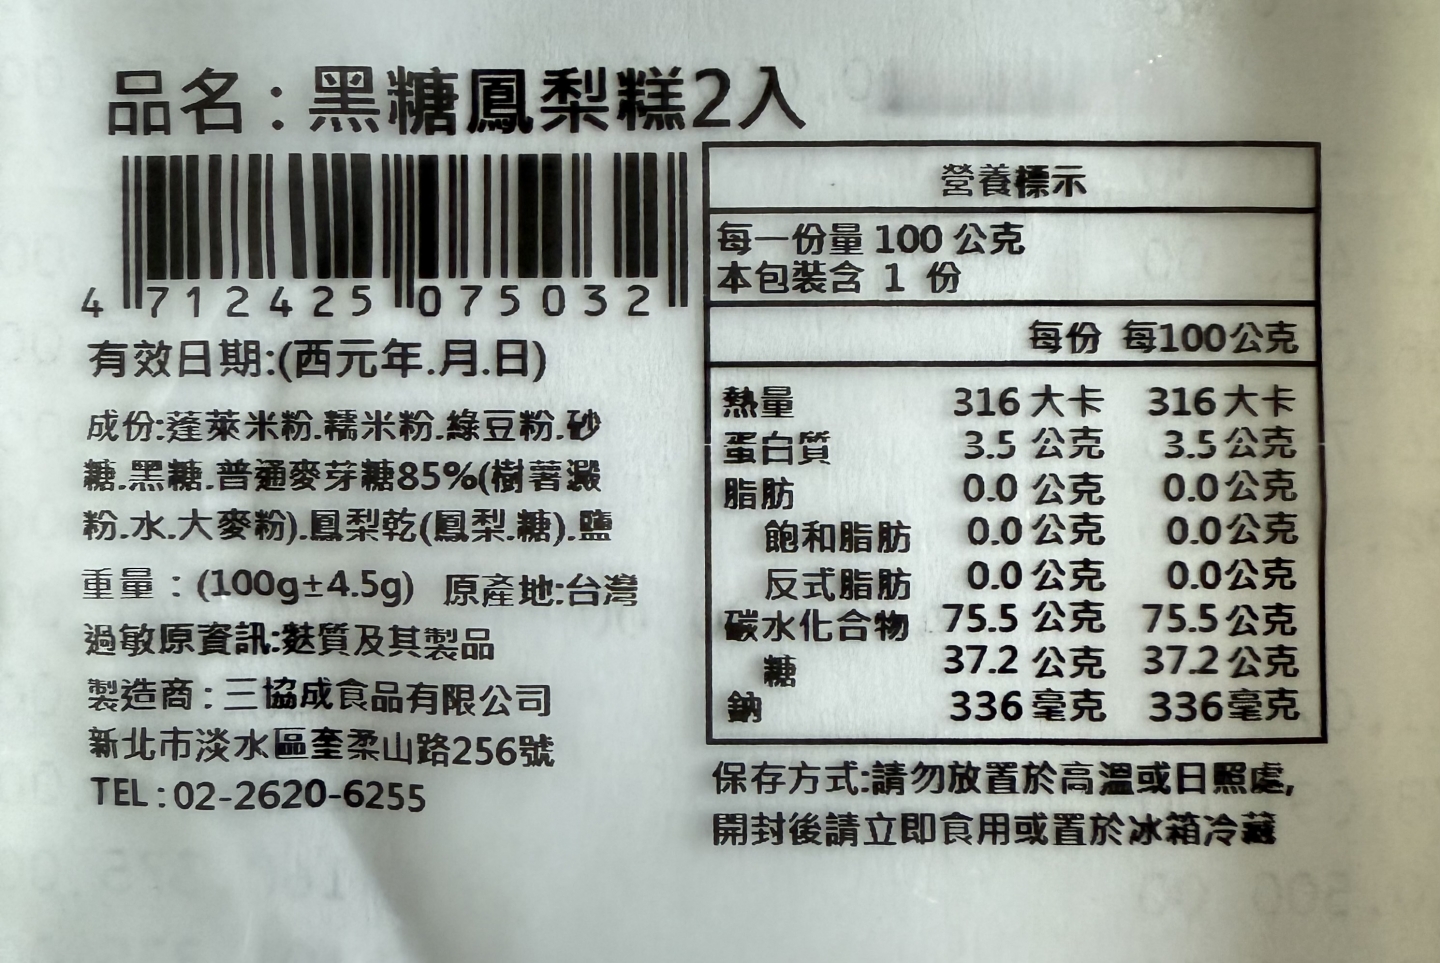 品名：黑糖鳳梨糕2入
4 712425 075032
有效日期:(西元年.月.日)
成份:蓬萊米粉.糯米粉.綠豆粉.砂
糖.黑糖.普通麥芽糖85%(樹薯澱
粉.水.大麥粉).鳳梨乾(鳳梨.糖).鹽
重量：(100g±4.5g) 原產地:台灣
過敏原資訊:麩質及其製品
製造商：三協成食品有限公司
新北市淡水區奎柔山路256號
TEL：02-2620-6255
營養標示
每一份量 100 公克
本包裝含 1 份
每份 每100公克
熱量 316 大卡 316 大卡
蛋白質 3.5 公克 3.5 公克
脂肪 0.0 公克 0.0 公克
飽和脂肪 0.0 公克 0.0 公克
反式脂肪 0.0 公克 0.0 公克
碳水化合物 75.5 公克 75.5 公克
糖 37.2 公克 37.2 公克
鈉 336 毫克 336 毫克
保存方式:請勿放置於高溫或日照處,
開封後請立即食用或置於冰箱冷藏